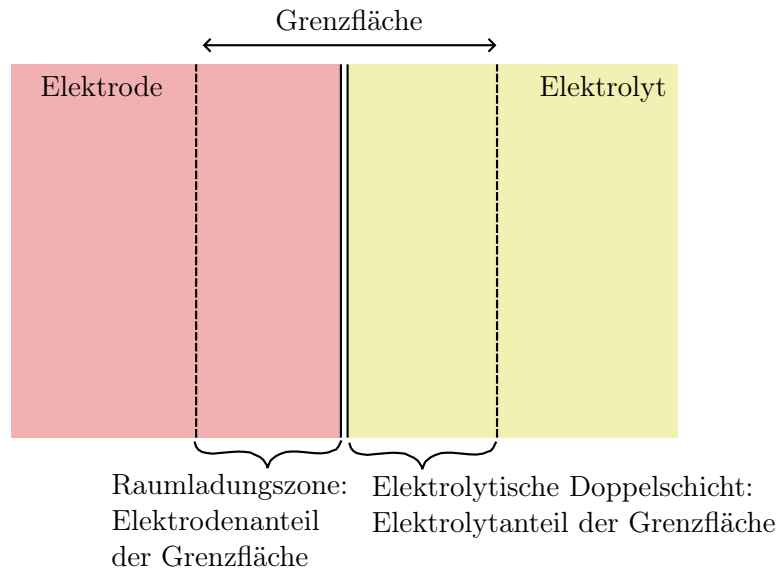 Grenzfläche
Elektrode
Elektrolyt
Raumladungszone:
Elektrodenanteil
der Grenzfläche
Elektrolytische Doppelschicht:
Elektrolytanteil der Grenzfläche